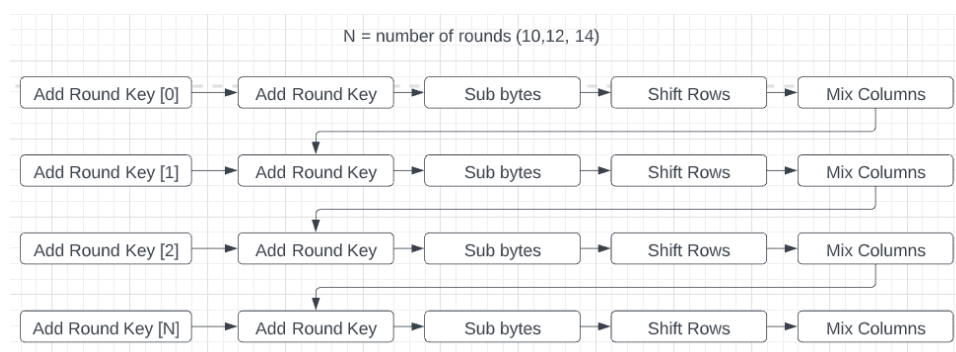 N = number of rounds (10,12, 14)
Add Round Key [0] Add Round Key Sub bytes Shift Rows Mix Columns
Add Round Key [1] Add Round Key Sub bytes Shift Rows Mix Columns
Add Round Key [2] Add Round Key Sub bytes Shift Rows Mix Columns
Add Round Key [N] Add Round Key Sub bytes Shift Rows Mix Columns